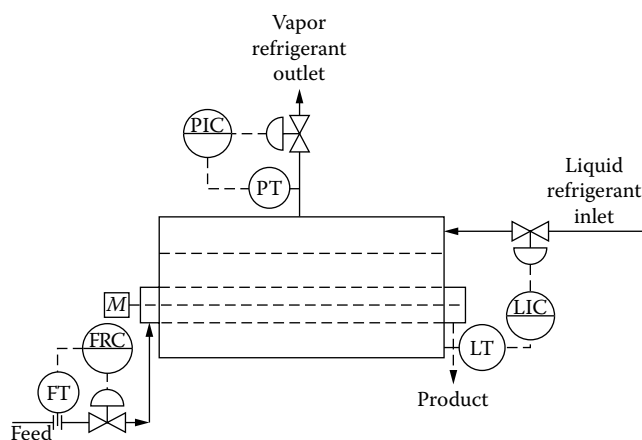 Vapor
refrigerant
outlet
PIC
PT
Liquid
refrigerant
inlet
M
LIC
FRC
LT
FT
Product
Feed